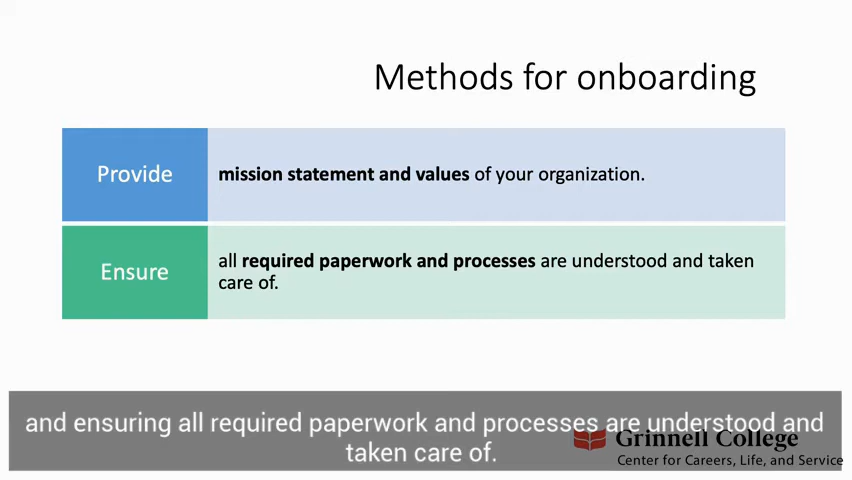 Methods for onboarding
Provide
mission statement and values of your organization.
Ensure
all required paperwork and processes are understood and taken
care of.
and ensuring all required paperwork and processes are understood and
taken care of.
Grinnell College
Center for Careers, Life, and Service